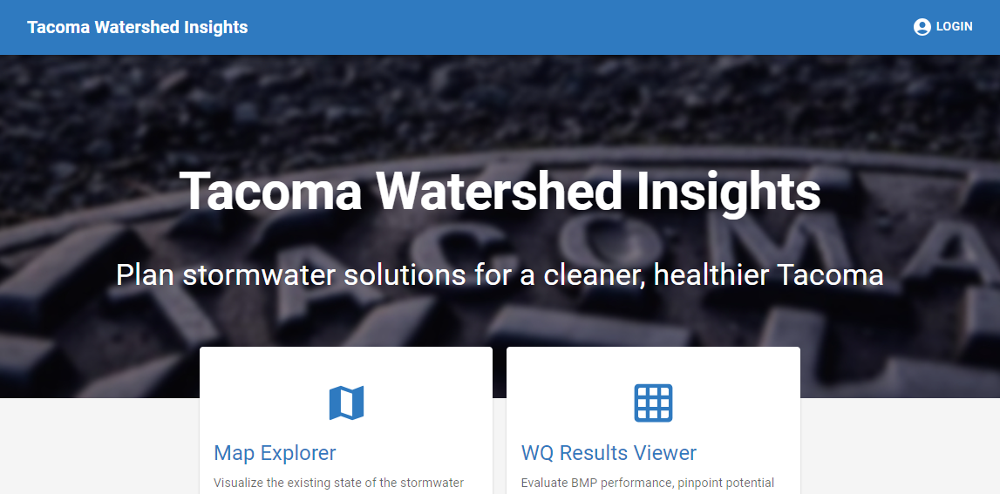 Tacoma Watershed Insights
LOGIN
Tacoma Watershed Insights
Plan stormwater solutions for a cleaner, healthier Tacoma
TACOMA
Map Explorer
WQ Results Viewer
Visualize the existing state of the stormwater
Evaluate BMP performance, pinpoint potential